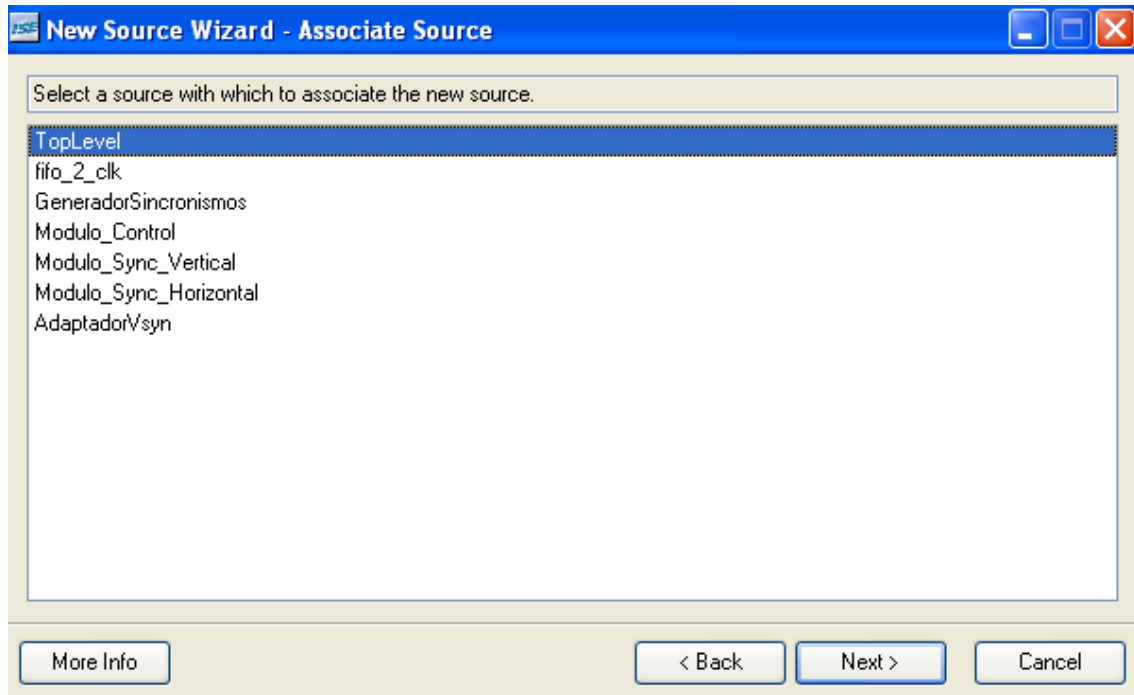 ISE New Source Wizard - Associate Source
Select a source with which to associate the new source.
TopLevel
fifo_2_clk
GeneradorSincronismos
Modulo_Control
Modulo_Sync_Vertical
Modulo_Sync_Horizontal
AdaptadorVsyn
More Info
< Back
Next >
Cancel